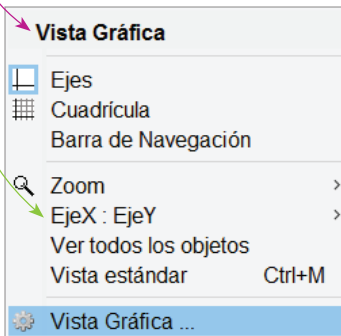 Vista Gráfica
Ejes
Cuadrícula
Barra de Navegación
Zoom
EjeX : EjeY
Ver todos los objetos
Vista estándar Ctrl+M
Vista Gráfica ...